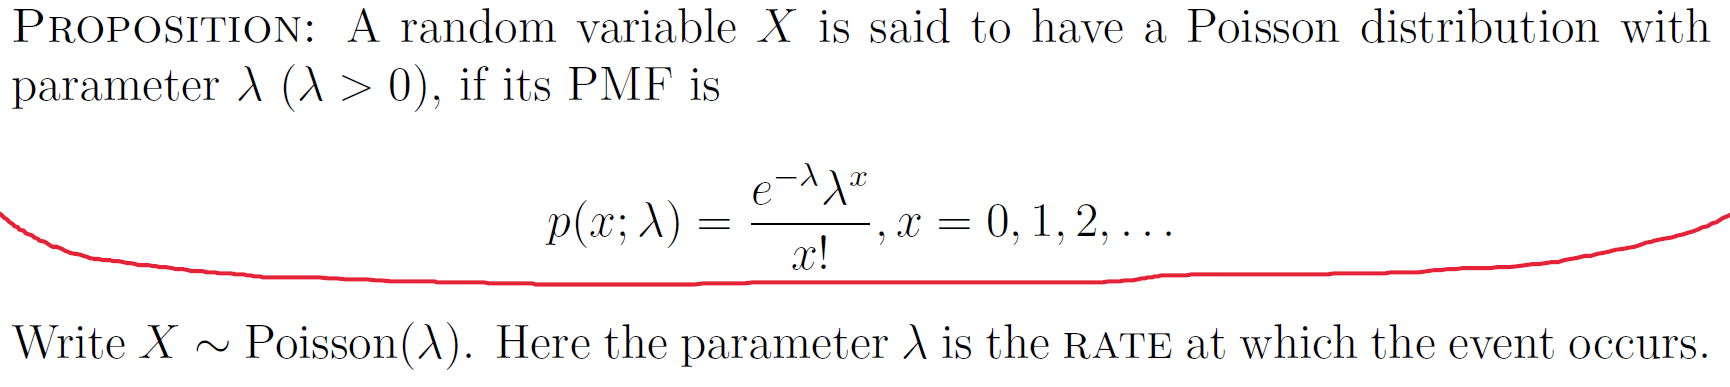 PROPOSITION: A random variable X is said to have a Poisson distribution with
parameter λ (λ > 0), if its PMF is
p(x; λ) = \frac{e^{-λ} λ^x}{x!}, x = 0, 1, 2, . . .
Write X ∼ Poisson(λ). Here the parameter λ is the RATE at which the event occurs.